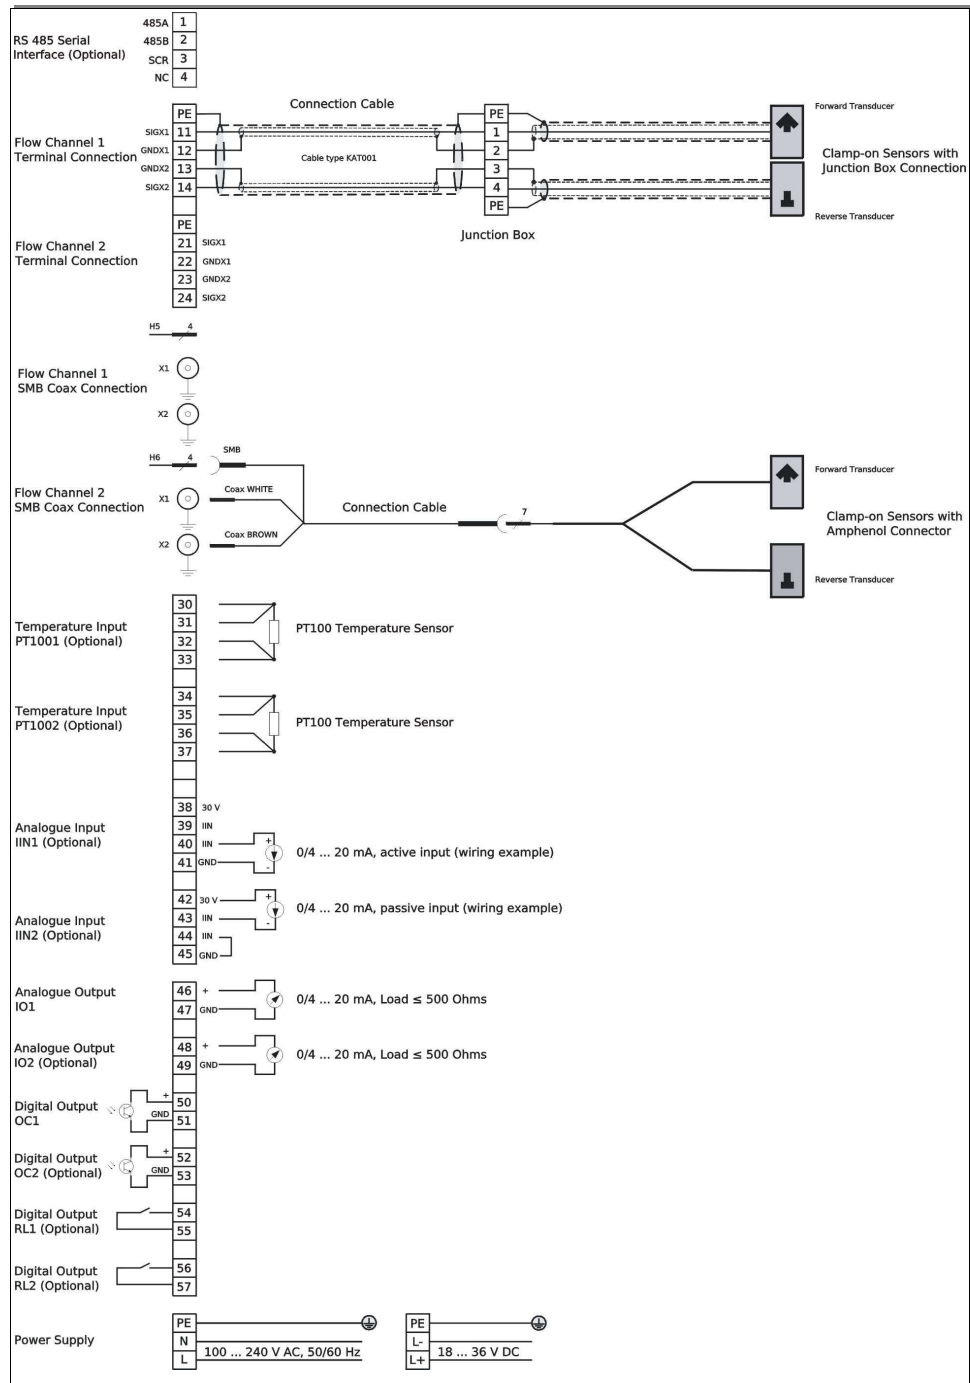 485A 1
RS 485 Serial
Interface (Optional)
485B 2
SCR 3
NC 4
Connection Cable
Forward Transducer
Flow Channel 1
Terminal Connection
PE
SIGX1 11
GNDX1 12
GNDX2 13
SIGX2 14
Cable type KAT001
PE
1
2
3
4
PE
Junction Box
Clamp-on Sensors with
Junction Box Connection
Reverse Transducer
Flow Channel 2
Terminal Connection
PE
21 SIGX1
22 GNDX1
23 GNDX2
24 SIGX2
H5 4
Flow Channel 1
SMB Coax Connection
X1
X2
H6 4
SMB
Flow Channel 2
SMB Coax Connection
X1
Coax WHITE
X2
Coax BROWN
Connection Cable
7
Forward Transducer
Clamp-on Sensors with
Amphenol Connector
Reverse Transducer
Temperature Input
PT1001 (Optional)
30
31
32
33
PT100 Temperature Sensor
Temperature Input
PT1002 (Optional)
34
35
36
37
PT100 Temperature Sensor
Analogue Input
IIN1 (Optional)
38 30 V
39 IIN
40 IIN
41 GND
+
-
0/4 ... 20 mA, active input (wiring example)
Analogue Input
IIN2 (Optional)
42 30 V
43 IIN
44 IIN
45 GND
+
-
0/4 ... 20 mA, passive input (wiring example)
Analogue Output
IO1
46 +
47 GND
0/4 ... 20 mA, Load ≤ 500 Ohms
Analogue Output
IO2 (Optional)
48 +
49 GND
0/4 ... 20 mA, Load ≤ 500 Ohms
Digital Output
OC1
+ 50
GND 51
Digital Output
OC2 (Optional)
+ 52
GND 53
Digital Output
RL1 (Optional)
54
55
Digital Output
RL2 (Optional)
56
57
Power Supply
PE
N
L
100 ... 240 V AC, 50/60 Hz
PE
L-
L+
18 ... 36 V DC